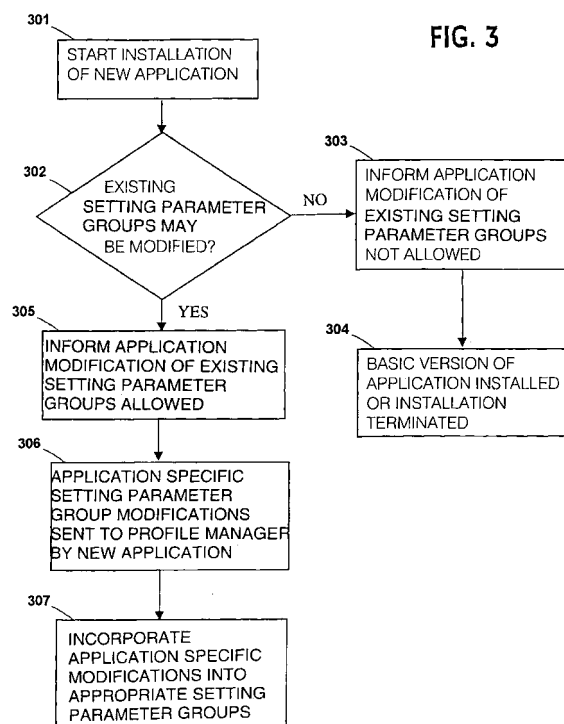 FIG. 3
301
START INSTALLATION
OF NEW APPLICATION
302
EXISTING
SETTING PARAMETER
GROUPS MAY
BE MODIFIED?
NO
303
INFORM APPLICATION
MODIFICATION OF
EXISTING SETTING
PARAMETER GROUPS
NOT ALLOWED
304
BASIC VERSION OF
APPLICATION INSTALLED
OR INSTALLATION
TERMINATED
YES
305
INFORM APPLICATION
MODIFICATION OF EXISTING
SETTING PARAMETER
GROUPS ALLOWED
306
APPLICATION SPECIFIC
SETTING PARAMETER
GROUP MODIFICATIONS
SENT TO PROFILE MANAGER
BY NEW APPLICATION
307
INCORPORATE
APPLICATION SPECIFIC
MODIFICATIONS INTO
APPROPRIATE SETTING
PARAMETER GROUPS